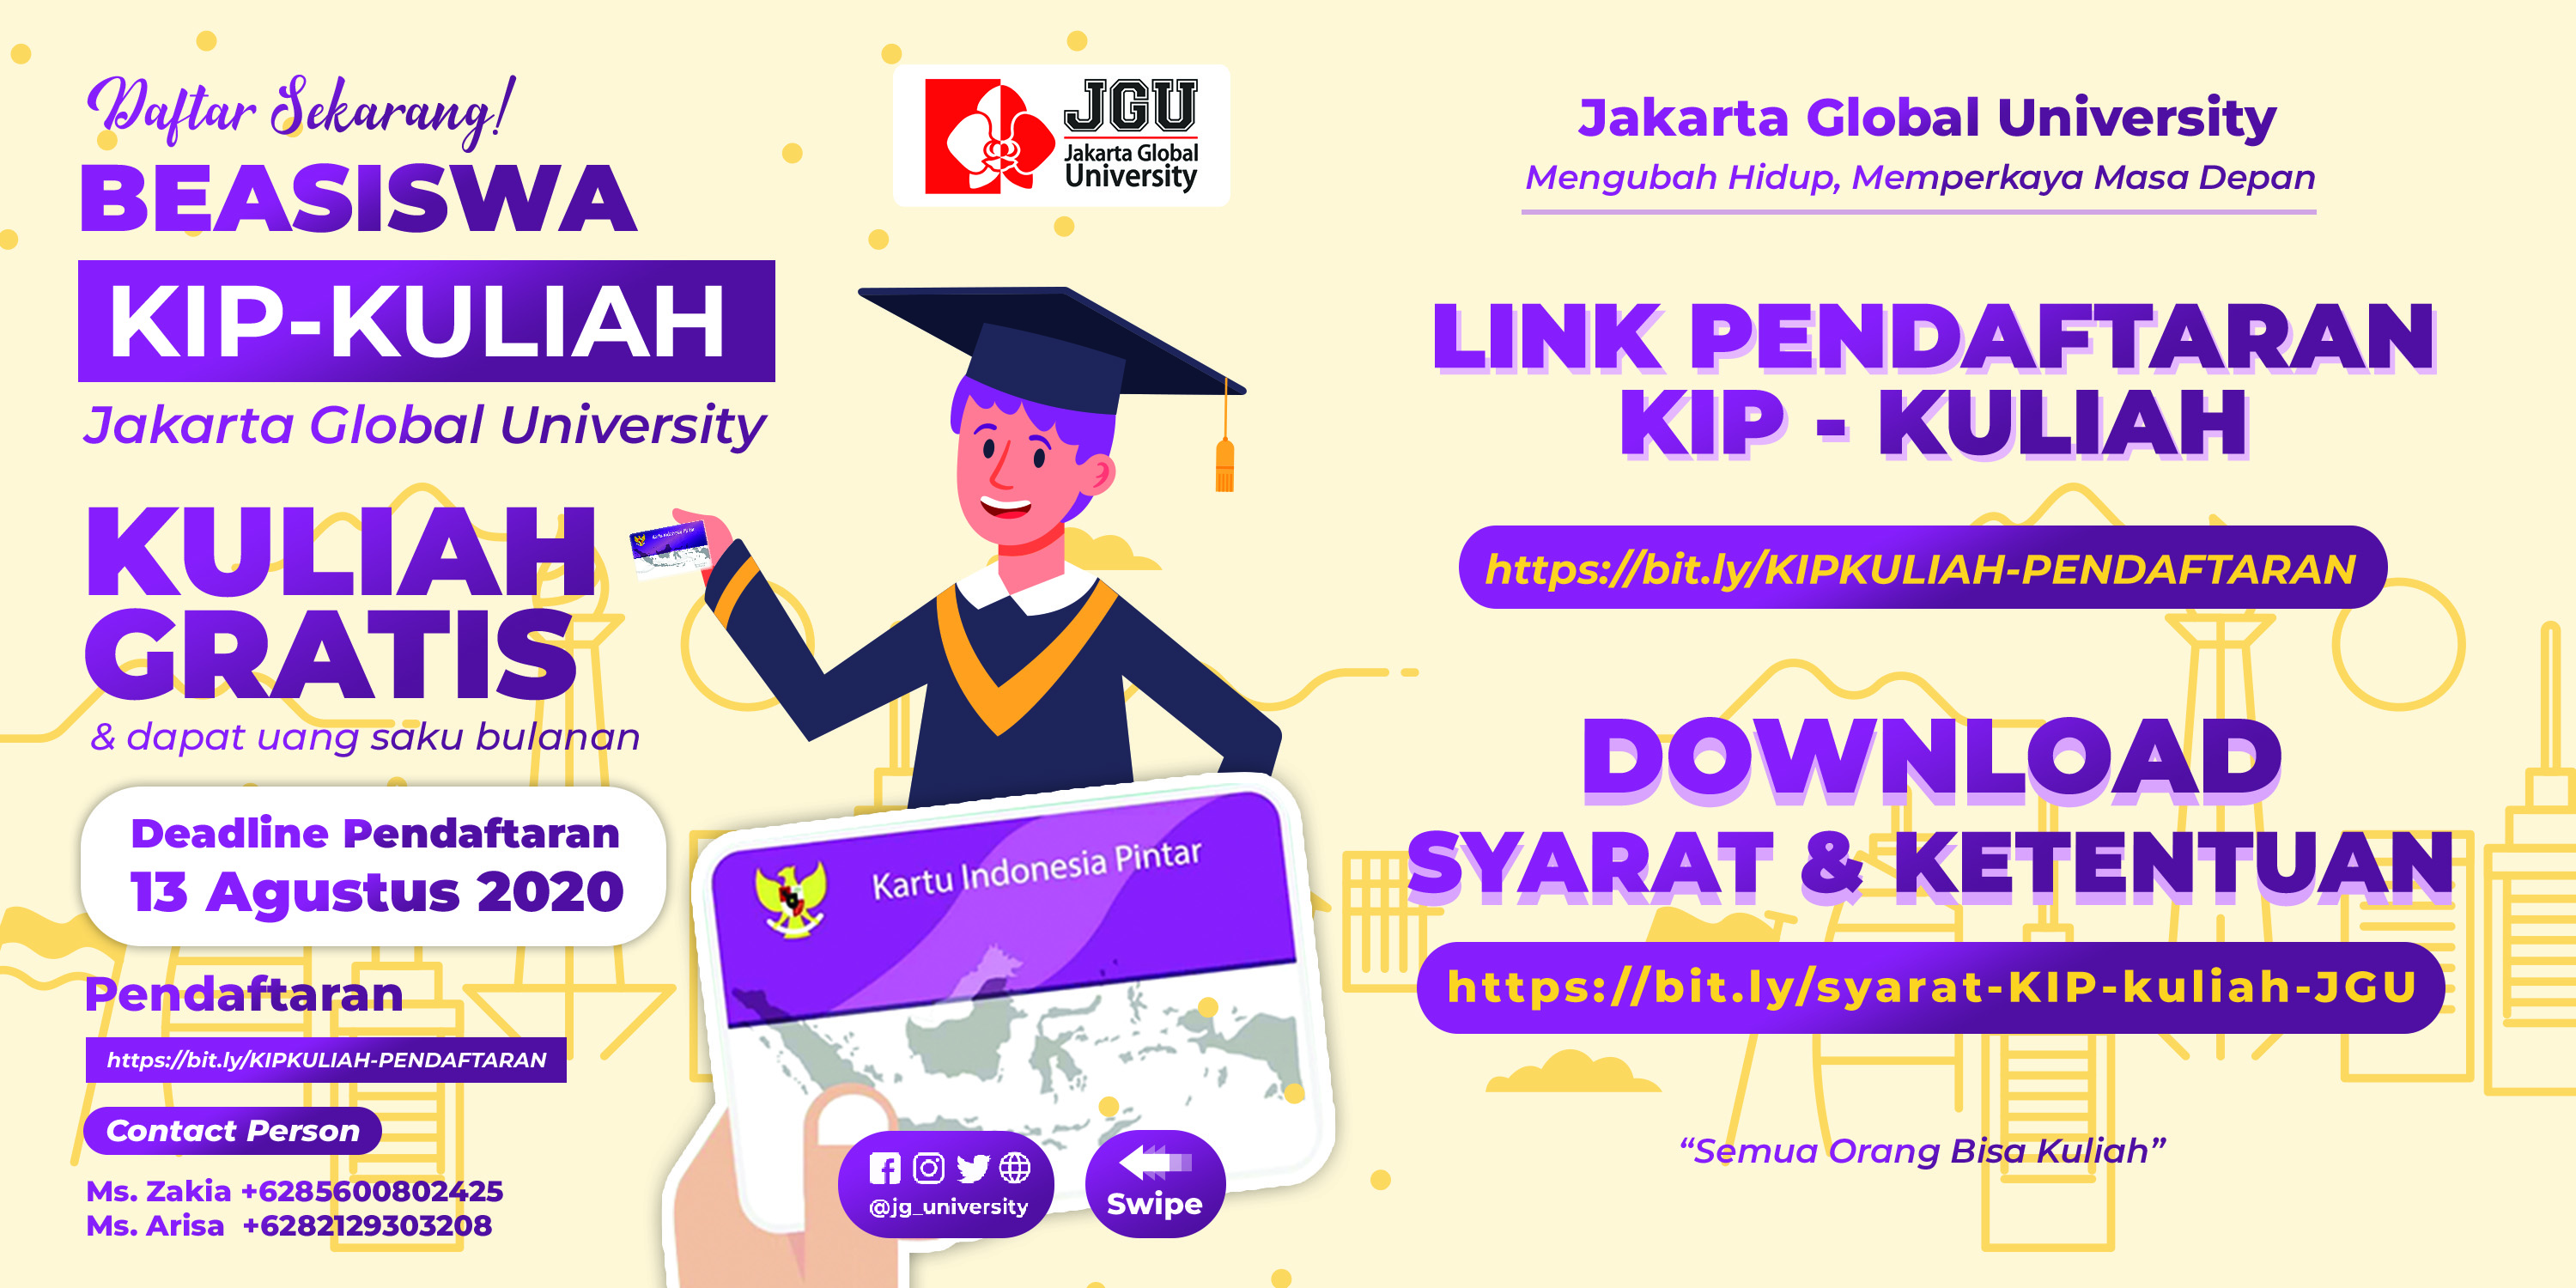 Daftar Sekarang!
BEASISWA
KIP-KULIAH
Jakarta Global University
KULIAH
GRATIS
& dapat uang saku bulanan
Deadline Pendaftaran
13 Agustus 2020
Pendaftaran
https://bit.ly/KIPKULIAH-PENDAFTARAN
Contact Person
Ms. Zakia +6285600802425
Ms. Arisa +6282129303208
JGU
Jakarta Global
University
Kartu Indonesia Pintar
@jg_university
Swipe
Jakarta Global University
Mengubah Hidup, Memperkaya Masa Depan
LINK PENDAFTARAN
KIP - KULIAH
https://bit.ly/KIPKULIAH-PENDAFTARAN
DOWNLOAD
SYARAT & KETENTUAN
https://bit.ly/syarat-KIP-kuliah-JGU
“Semua Orang Bisa Kuliah”